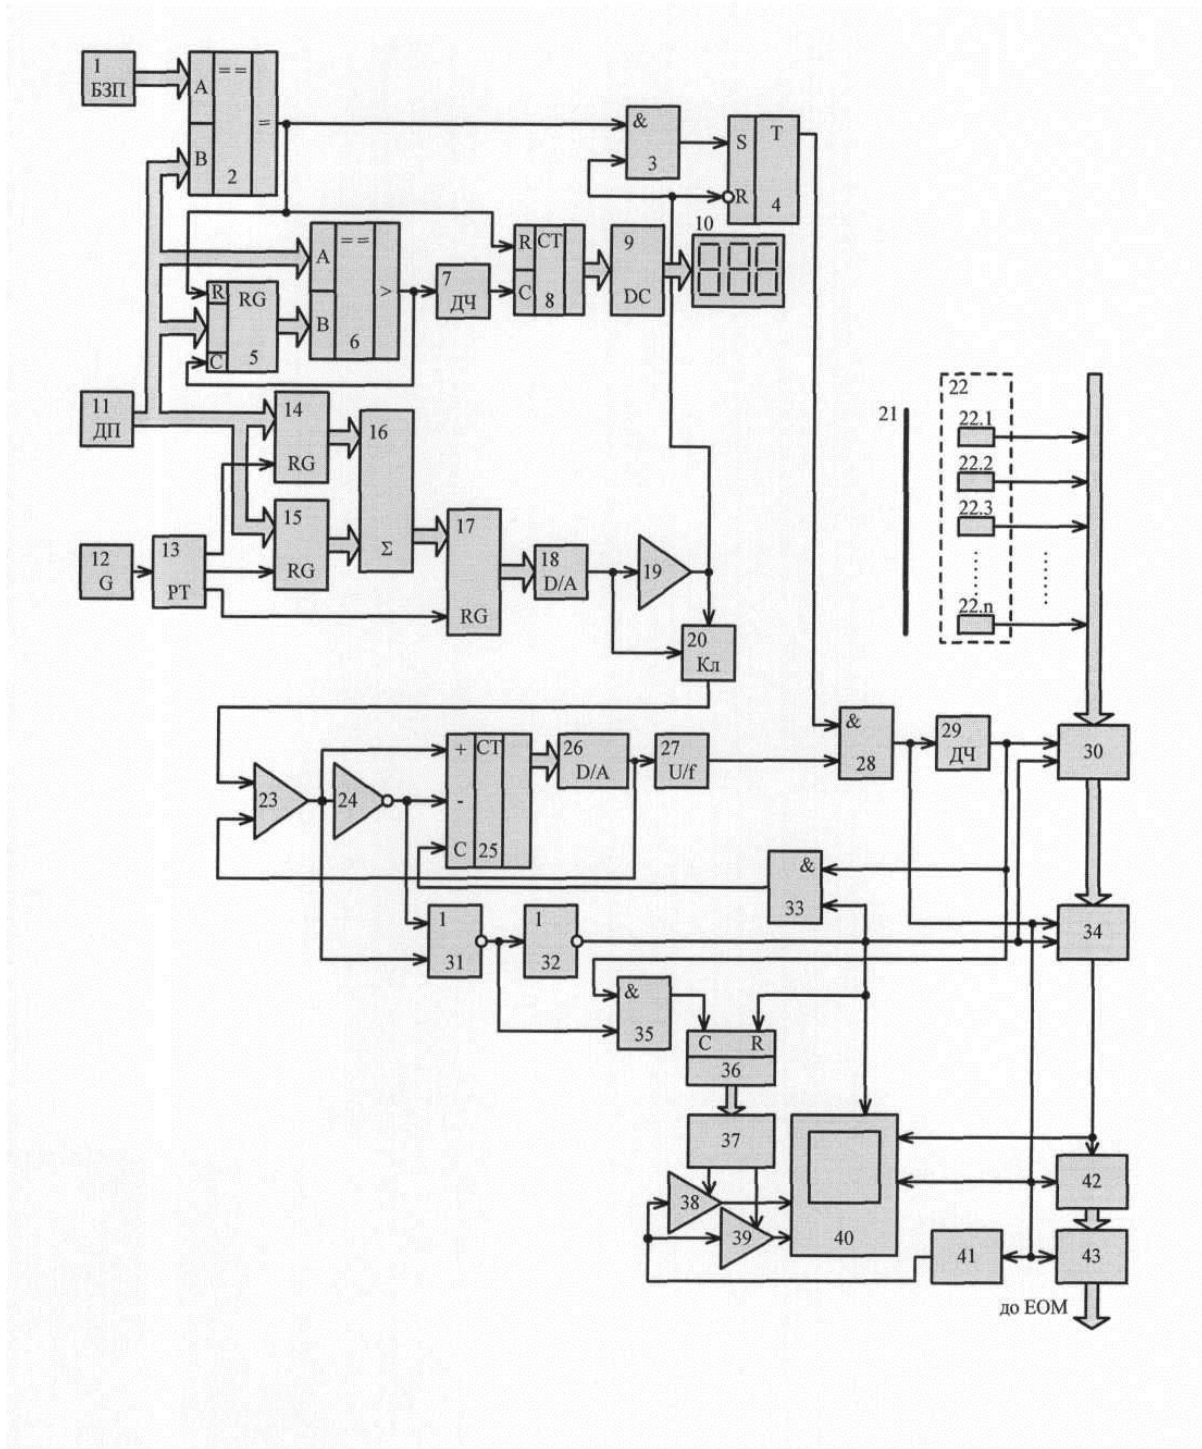 1
БЗП
A
B
==
=
2
&
3
S
R
T
4
R
C
RG
5
A
B
==
>
6
7
ДЧ
R
C
CT
8
9
DC
10
11
ДП
12
G
13
РТ
14
RG
15
RG
16
Σ
17
RG
18
D/A
19
20
Кл
21
22
22.1
22.2
22.3
22.n
23
24
+
-
C
CT
25
26
D/A
27
U/f
&
28
29
ДЧ
30
1
31
1
32
&
33
34
&
35
C R
36
37
38
39
40
41
42
43
до ЕОМ